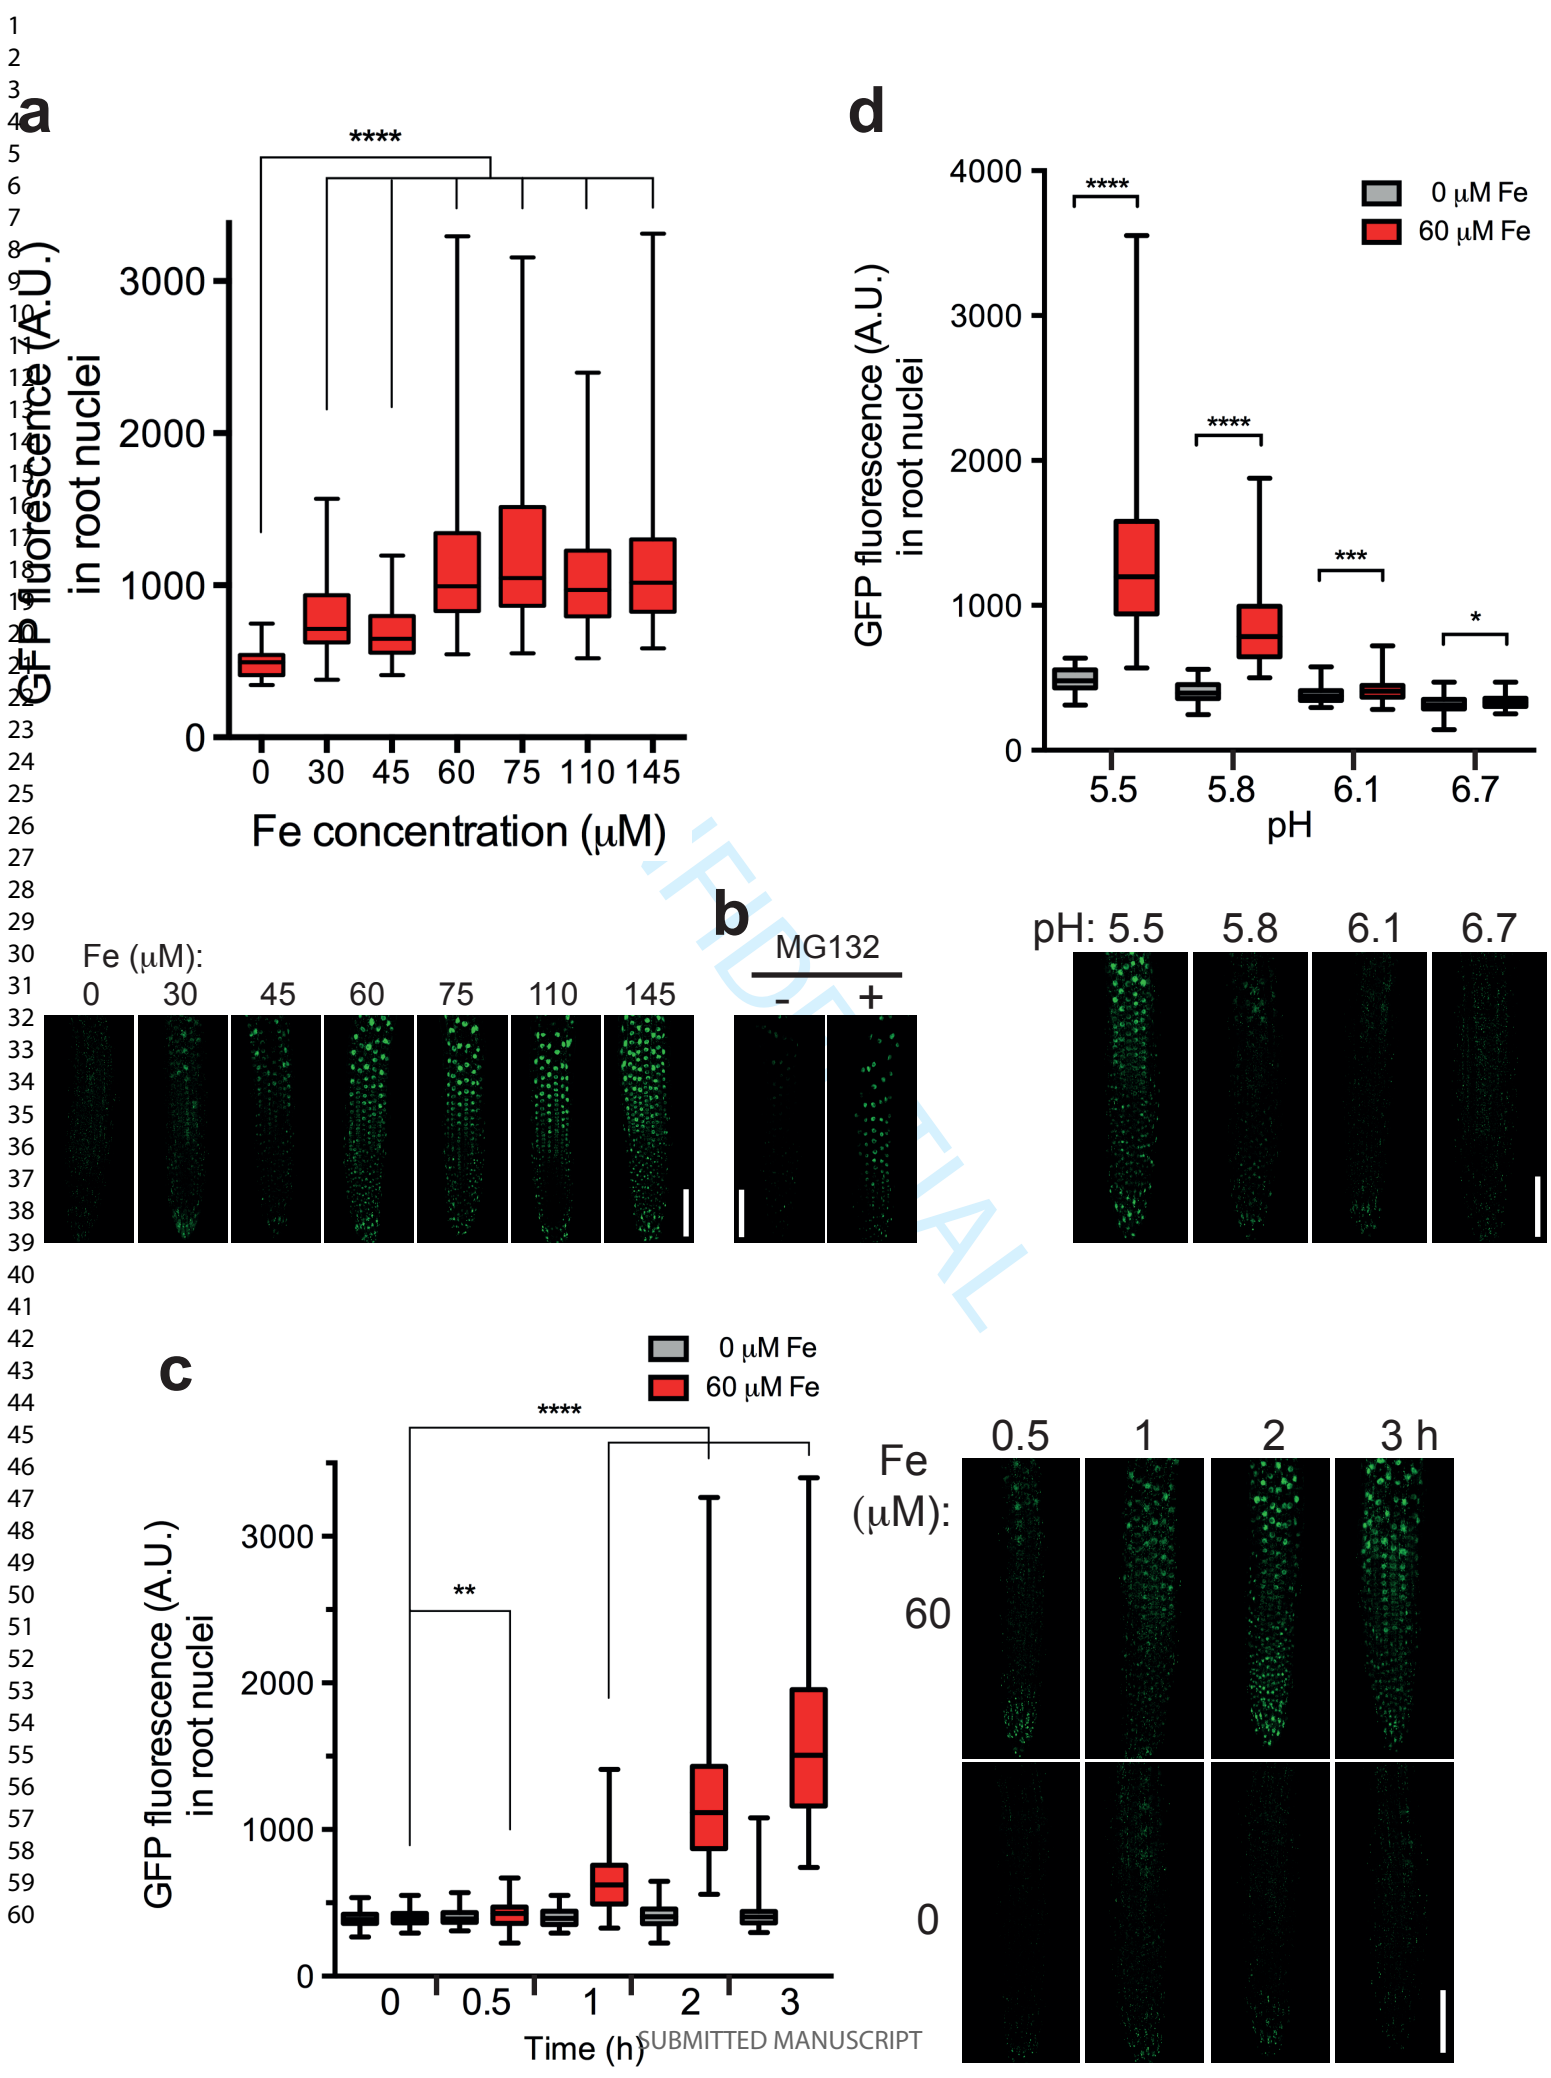 1
2
3
4
5
6
7
8
9
10
11
12
13
14
15
16
17
18
19
20
21
22
23
24
25
26
27
28
29
30
31
32
33
34
35
36
37
38
39
40
41
42
43
44
45
46
47
48
49
50
51
52
53
54
55
56
57
58
59
60
a
****
GFP fluorescence (A.U.)
in root nuclei
3000
2000
1000
0
0 30 45 60 75 110 145
Fe concentration (μM)
Fe (μM):
0 30 45 60 75 110 145
b
MG132
- +
c
0 μM Fe
60 μM Fe
****
**
GFP fluorescence (A.U.)
in root nuclei
3000
2000
1000
0
0 0.5 1 2 3
Time (h)
0.5 1 2 3 h
Fe
(μM):
60
0
d
0 μM Fe
60 μM Fe
****
****
***
*
GFP fluorescence (A.U.)
in root nuclei
4000
3000
2000
1000
0
5.5 5.8 6.1 6.7
pH
pH: 5.5 5.8 6.1 6.7
SUBMITTED MANUSCRIPT